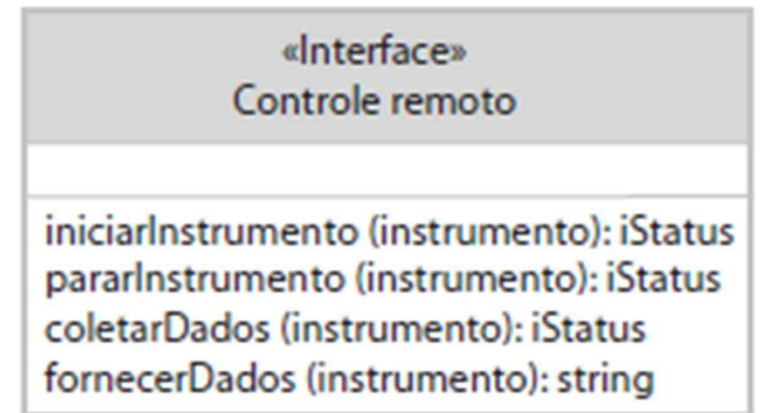 «Interface»
Controle remoto
iniciarInstrumento (instrumento): iStatus
pararInstrumento (instrumento): iStatus
coletarDados (instrumento): iStatus
fornecerDados (instrumento): string